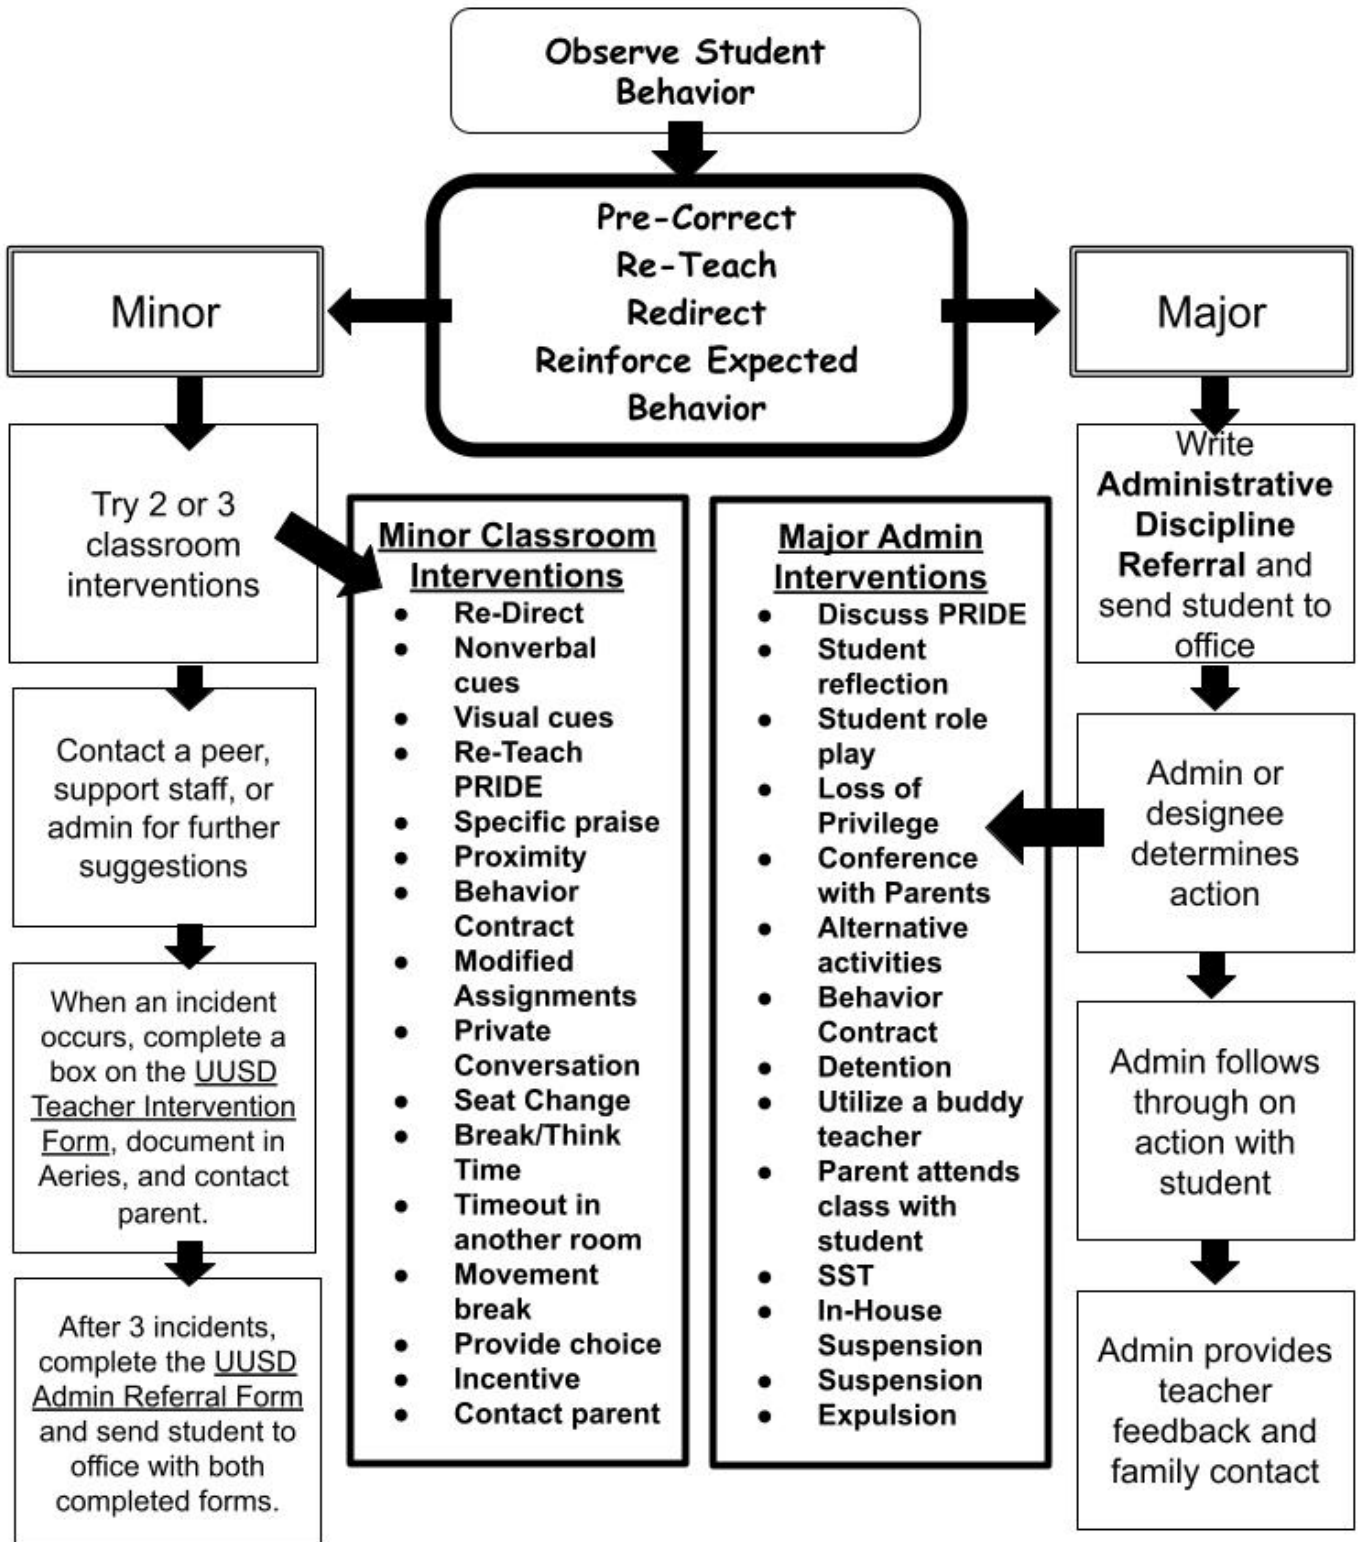 Observe Student
Behavior
Pre-Correct
Re-Teach
Redirect
Reinforce Expected
Behavior
Minor
Major
Try 2 or 3
classroom
interventions
Contact a peer,
support staff, or
admin for further
suggestions
When an incident
occurs, complete a
box on the UUSD
Teacher Intervention
Form, document in
Aeries, and contact
parent.
After 3 incidents,
complete the UUSD
Admin Referral Form
and send student to
office with both
completed forms.
Minor Classroom
Interventions
● Re-Direct
● Nonverbal
cues
● Visual cues
● Re-Teach
PRIDE
● Specific praise
● Proximity
● Behavior
Contract
● Modified
Assignments
● Private
Conversation
● Seat Change
● Break/Think
Time
● Timeout in
another room
● Movement
break
● Provide choice
● Incentive
● Contact parent
Major Admin
Interventions
● Discuss PRIDE
● Student
reflection
● Student role
play
● Loss of
Privilege
● Conference
with Parents
● Alternative
activities
● Behavior
Contract
● Detention
● Utilize a buddy
teacher
● Parent attends
class with
student
● SST
● In-House
Suspension
● Suspension
● Expulsion
Write
Administrative
Discipline
Referral and
send student to
office
Admin or
designee
determines
action
Admin follows
through on
action with
student
Admin provides
teacher
feedback and
family contact